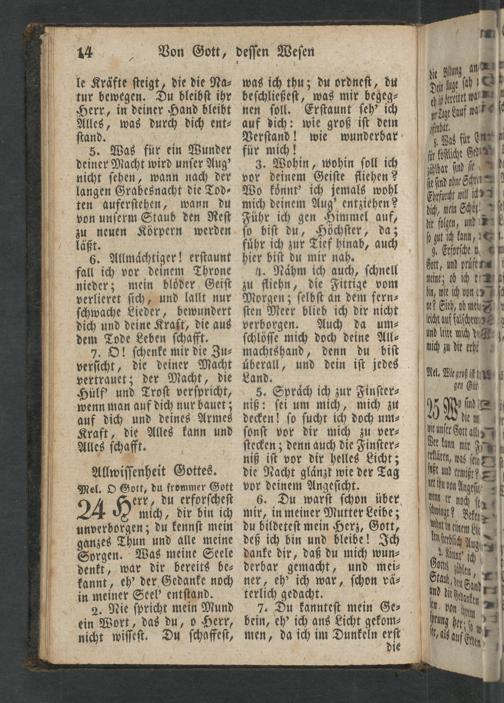 14 Von Gott, dessen Wesen
le Kräfte steigt, die die Na-
tur bewegen. Du bleibst ihr
Herr, in deiner Hand bleibt
Alles, was durch dich ent-
stand.
5. Was für ein Wunder
deiner Macht wird unser Aug'
nicht sehen, wann nach der
langen Grabesnacht die Tod-
ten auferstehen, wann du
von unserm Staub den Rest
zu neuen Körpern werden
läßt.
6. Allmächtiger! erstaunt
fall ich vor deinem Throne
nieder; mein blöder Geist
verlieret sich, und lallt nur
schwache Lieder, bewundert
dich und deine Kraft, die aus
dem Tode Leben schafft.
7. O! schenke mir die Zu-
versicht, die deiner Macht
vertrauet; der Macht, die
Hülf' und Trost verspricht,
wenn man auf dich nur bauet;
auf dich und deines Armes
Kraft, die Alles kann und
Alles schafft.
Allwissenheit Gottes.
Mel. O Gott, du frommer Gott
24 Herr, du erforschest
mich, dir bin ich
unverborgen; du kennst mein
ganzes Thun und alle meine
Sorgen. Was meine Seele
denkt, war dir bereits be-
kannt, eh' der Gedanke noch
in meiner Seel' entstand.
2. Nie spricht mein Mund
ein Wort, das du, o Herr,
nicht wissest. Du schaffest,
was ich thu; du ordnest, du
beschließest, was mir begeg-
nen soll. Erstaunt seh' ich
auf dich: wie groß ist dein
Verstand! wie wunderbar
für mich!
3. Wohin, wohin soll ich
vor deinem Geiste fliehen?
Wo könnt' ich jemals wohl
mich deinem Aug' entziehen?
Führ ich gen Himmel auf,
so bist du, Höchster, da;
führ ich zur Tief hinab, auch
hier bist du mir nah.
4. Nähm ich auch, schnell
zu fliehn, die Fittige vom
Morgen; selbst an dem fern-
sten Meer blieb ich dir nicht
verborgen. Auch da um-
schlösse mich doch deine All-
machtshand, denn du bist
überall, und dein ist jedes
Land.
5. Spräch ich zur Finster-
niß: sei um mich, mich zu
decken! so sucht ich doch um-
sonst vor dir mich zu ver-
stecken; denn auch die Finster-
niß ist vor dir helles Licht;
die Nacht glänzt wie der Tag
vor deinem Angesicht.
6. Du warst schon über
mir, in meiner Mutter Leibe;
du bildetest mein Herz, Gott,
deß ich bin und bleibe! Ich
danke dir, daß du mich wun-
derbar gemacht, und mei-
ner, eh' ich war, schon vä-
terlich gedacht.
7. Du kanntest mein Ge-
bein, eh' ich ans Licht gekom-
men, da ich im Dunkeln erst
die